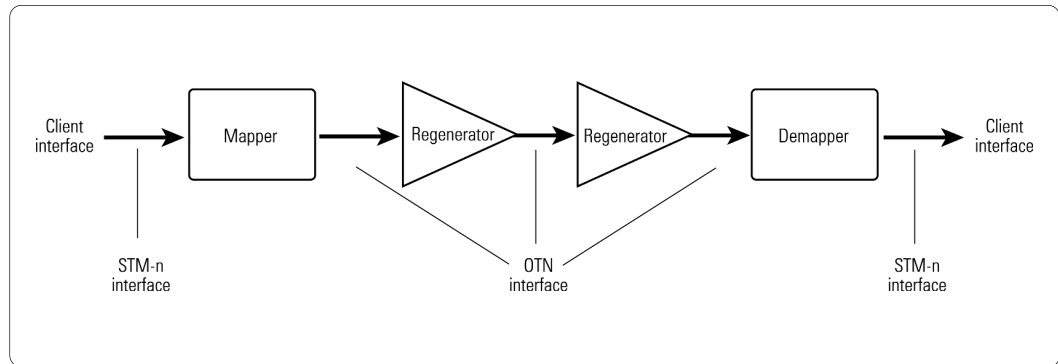 Client
interface
Mapper
Regenerator
Regenerator
Demapper
Client
interface
STM-n
interface
OTN
interface
STM-n
interface